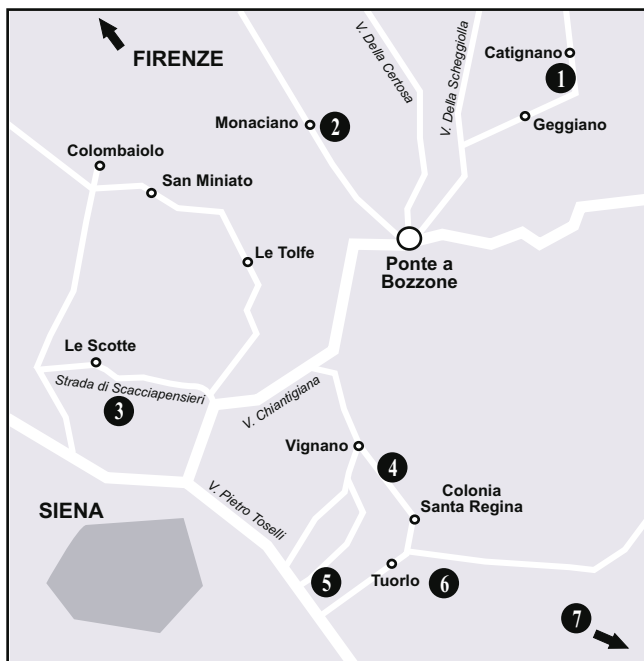 FIRENZE
V. Della Certosa
V. Della Scheggiolla
Catignano
1
Monaciano
2
Geggiano
Colombaiolo
San Miniato
Le Tolfe
Ponte a
Bozzone
Le Scotte
Strada di Scacciapensieri
3
V. Chiantigiana
Vignano
4
Colonia
Santa Regina
V. Pietro Toselli
SIENA
5
Tuorlo
6
7